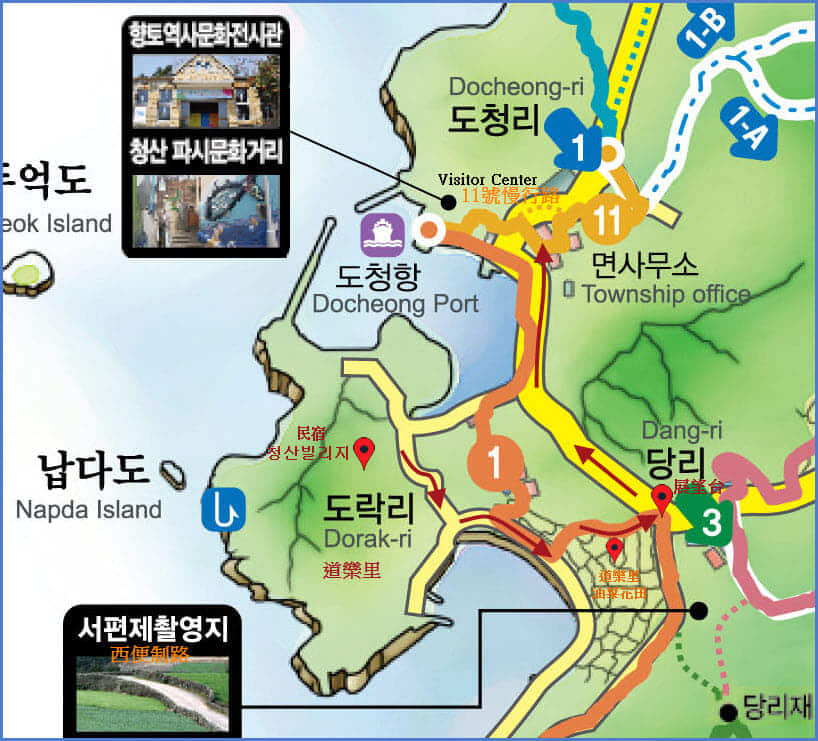 향토역사문화전시관
청산 파시문화거리
두억도
eok Island
Docheong-ri
도청리
1-B
1-A
1
Visitor Center
11號慢行路
11
도청항
Docheong Port
면사무소
Township office
民宿
청산빌리지
납다도
Napda Island
도락리
Dorak-ri
道樂里
1
Dang-ri
당리
展望台
3
道樂里
油菜花田
서편제촬영지
西便制路
당리재